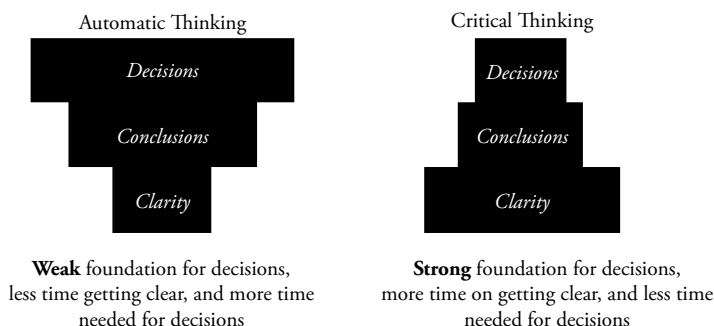 Automatic Thinking
Decisions
Conclusions
Clarity
Weak foundation for decisions,
less time getting clear, and more time
needed for decisions
Critical Thinking
Decisions
Conclusions
Clarity
Strong foundation for decisions,
more time on getting clear, and less time
needed for decisions